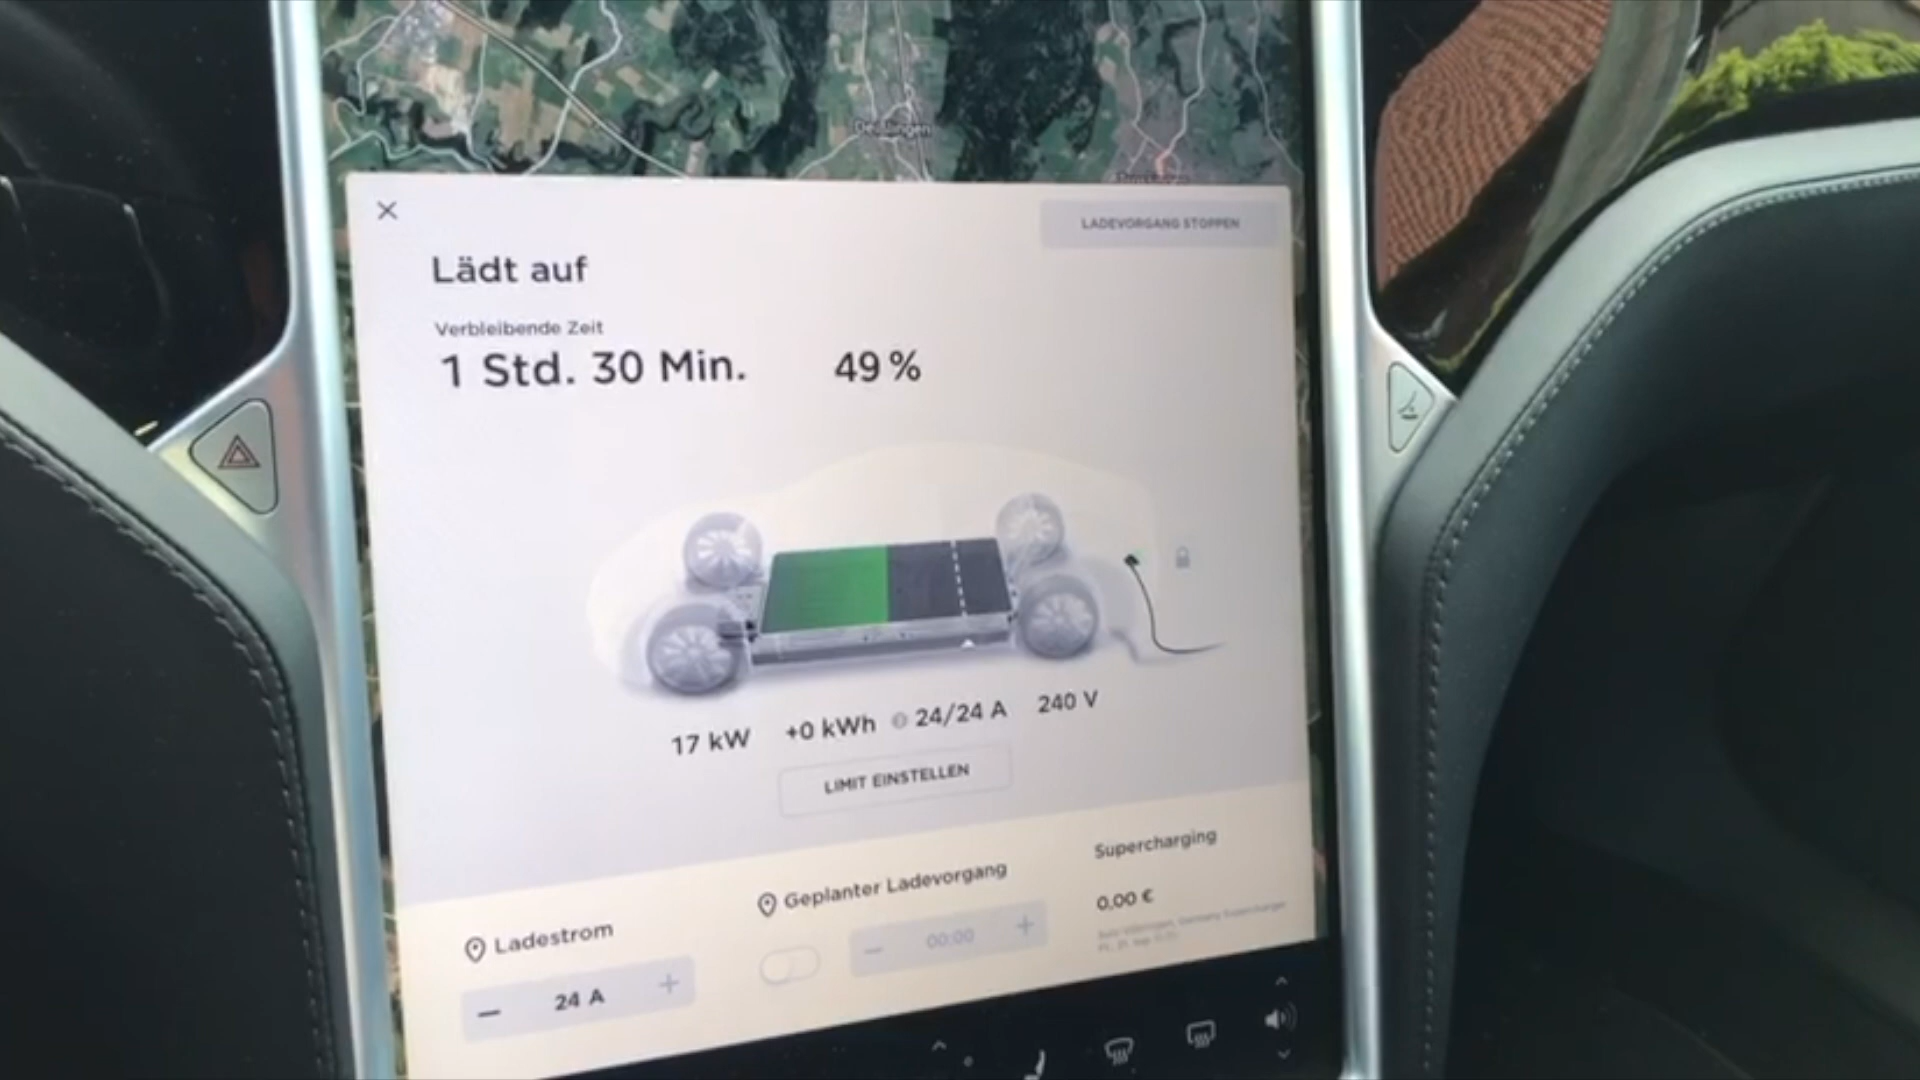 LADEVORGANG STOPPEN
Lädt auf
Verbleibende Zeit
1 Std. 30 Min.
49 %
17 kW
+0 kWh
24/24 A
240 V
LIMIT EINSTELLEN
Ladestrom
24 A
Geplanter Ladevorgang
00:00
Supercharging
0,00 €